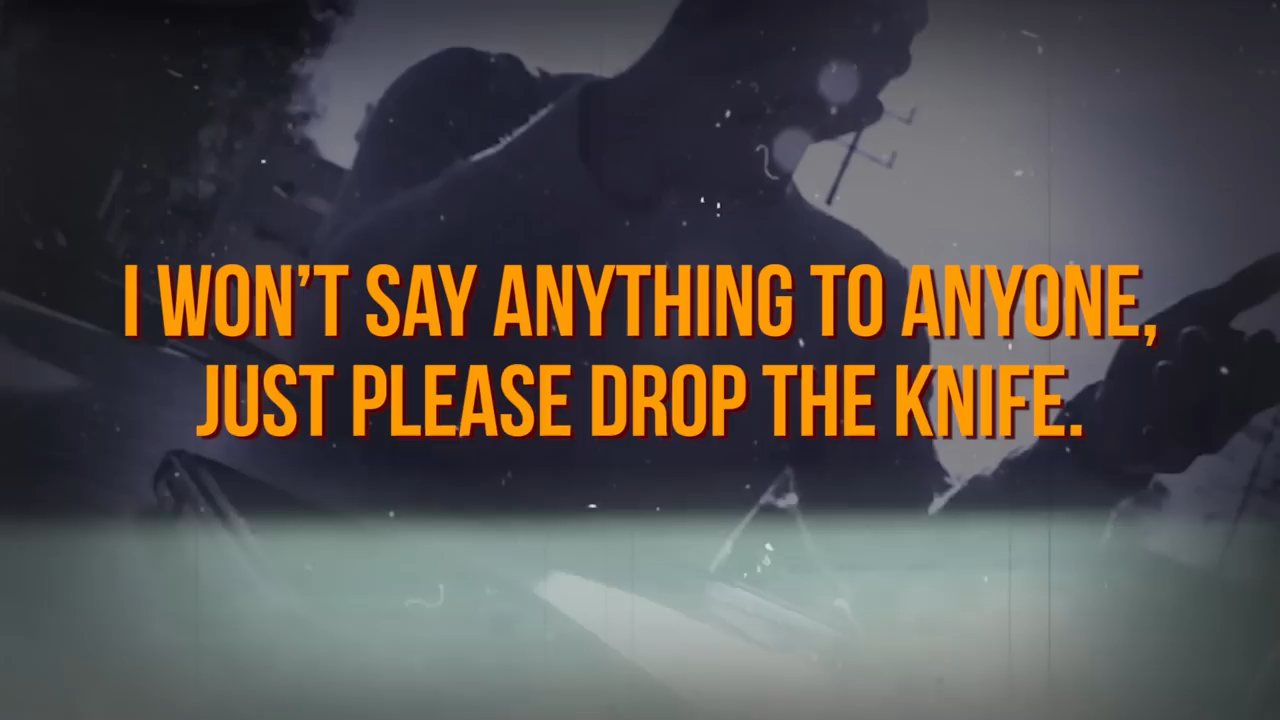 I WON’T SAY ANYTHING TO ANYONE,
JUST PLEASE DROP THE KNIFE.